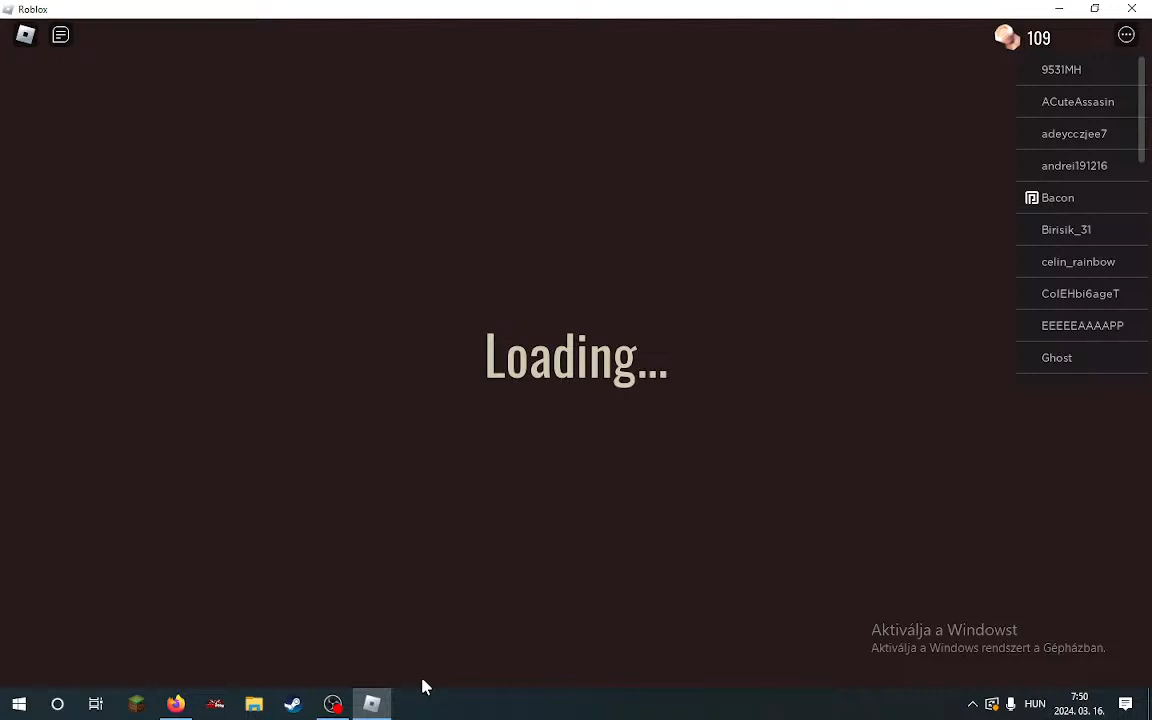 Roblox
109
9531MH
ACuteAssasin
adeycczjee7
andrei191216
Bacon
Birisik_31
celin_rainbow
ColEHbi6ageT
EEEEEAAAAPP
Ghost
Loading...
Aktiválja a Windowst
Aktiválja a Windows rendszert a Gépházban.
HUN
7:50
2024. 03. 16.